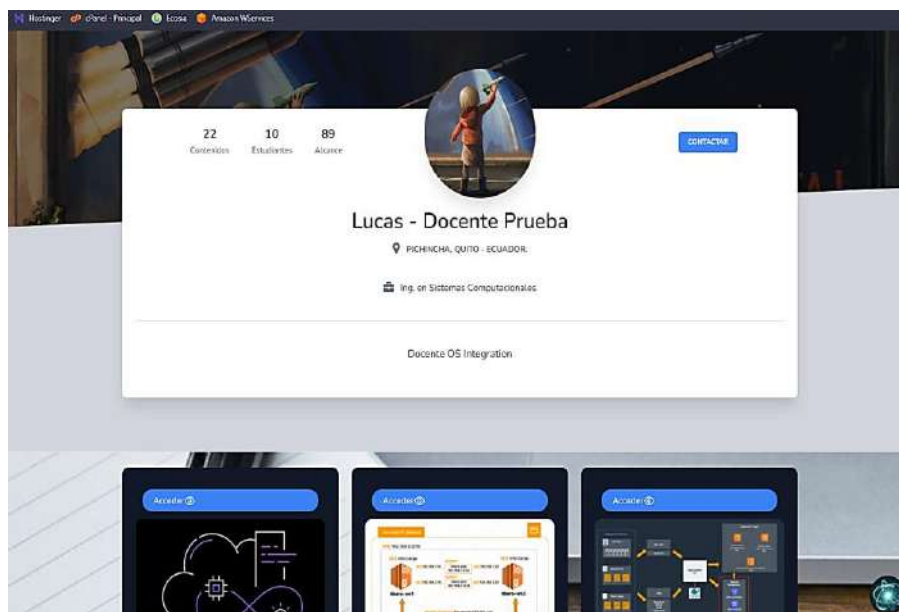 Hostinger cPanel - Principal Ecosia Amazon WServices
22 10 89
Contenidos Estudiantes Alcance
CONTACTAR
Lucas - Docente Prueba
PICHINCHA, QUITO - ECUADOR.
Ing. en Sistemas Computacionales
Docente OS Integration
Acceder
Acceder
Acceder